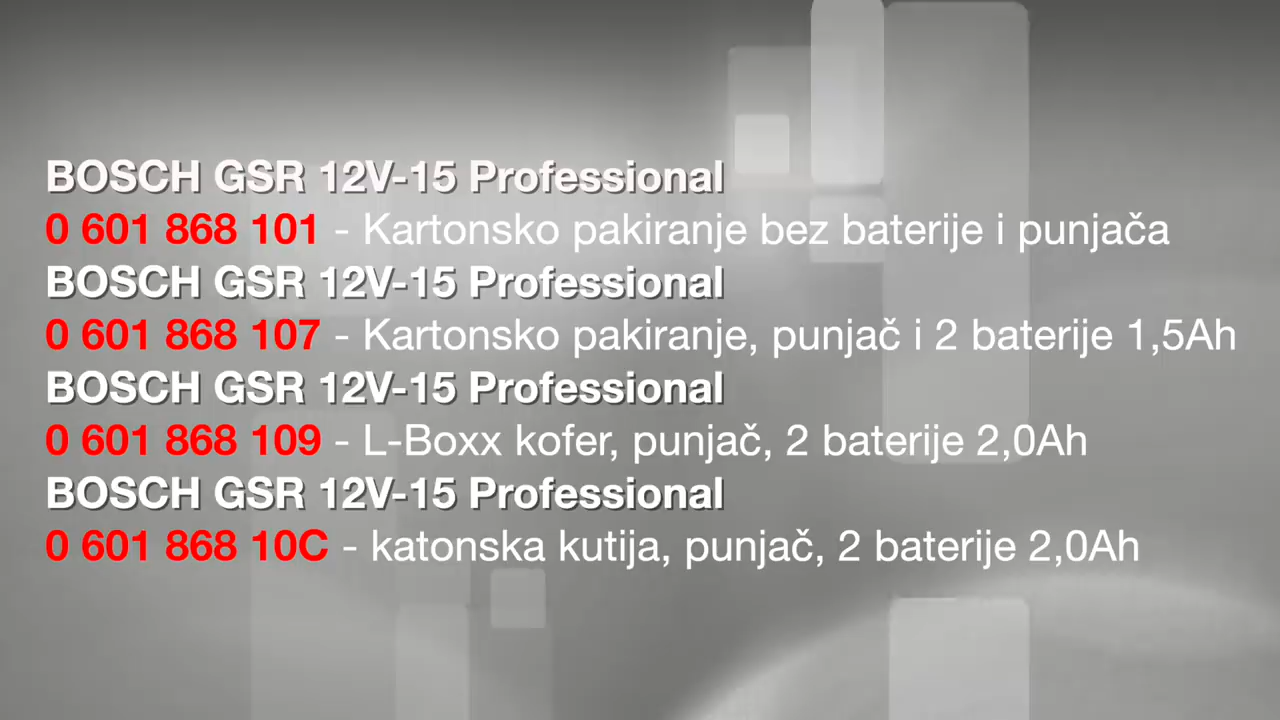 BOSCH GSR 12V-15 Professional
0 601 868 101 - Kartonsko pakiranje bez baterije i punjača
BOSCH GSR 12V-15 Professional
0 601 868 107 - Kartonsko pakiranje, punjač i 2 baterije 1,5Ah
BOSCH GSR 12V-15 Professional
0 601 868 109 - L-Boxx kofer, punjač, 2 baterije 2,0Ah
BOSCH GSR 12V-15 Professional
0 601 868 10C - katonska kutija, punjač, 2 baterije 2,0Ah